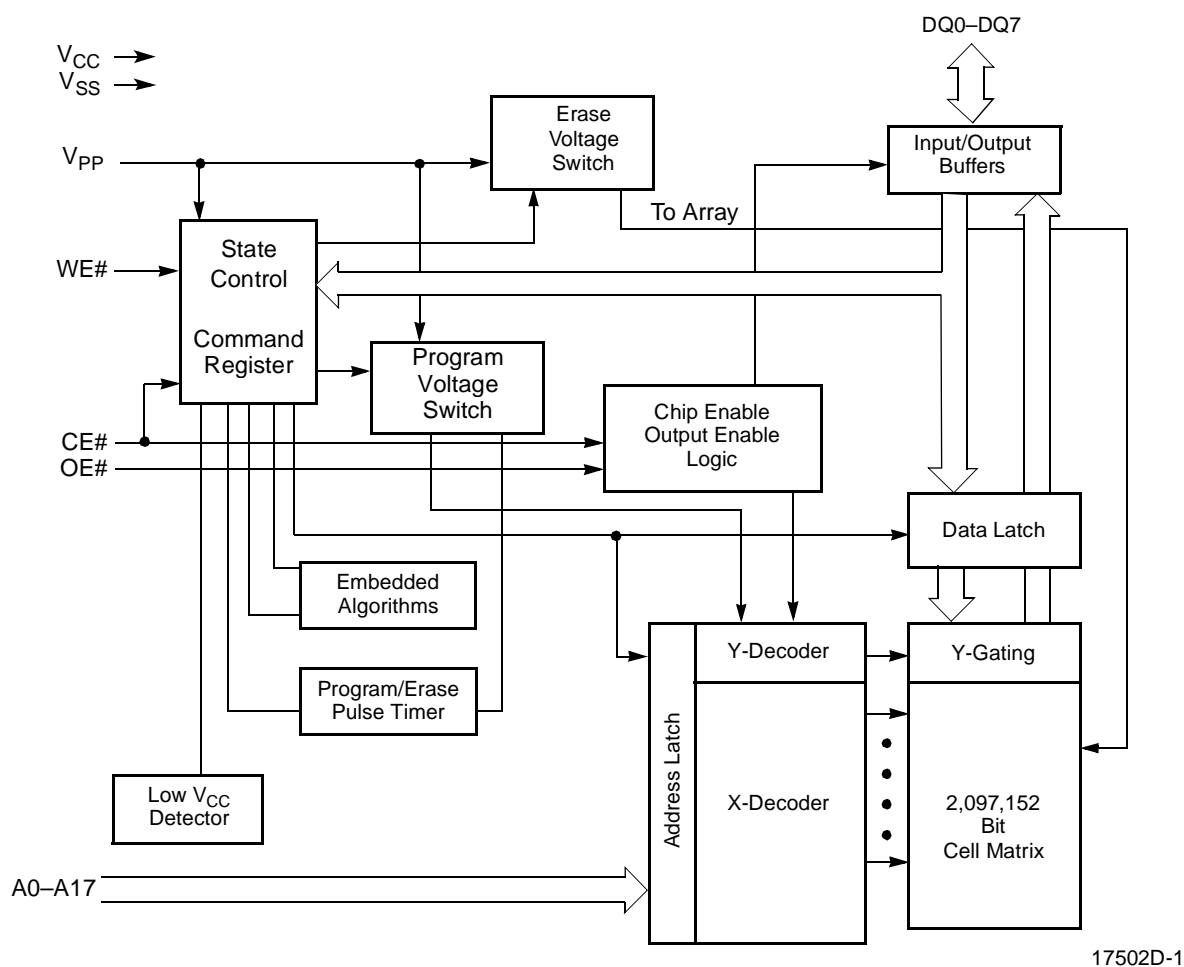 DQ0–DQ7
VCC
VSS
Erase
Voltage
Switch
Input/Output
Buffers
VPP
To Array
State
Control
Command
Register
WE#
Program
Voltage
Switch
Chip Enable
Output Enable
Logic
CE#
OE#
Data Latch
Embedded
Algorithms
Y-Decoder
Y-Gating
Program/Erase
Pulse Timer
Address Latch
X-Decoder
2,097,152
Bit
Cell Matrix
Low VCC
Detector
A0–A17
17502D-1